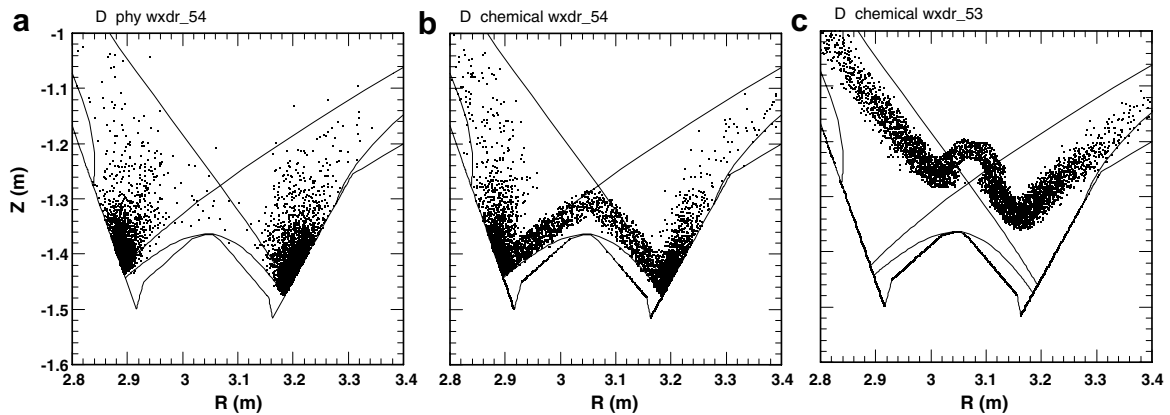 a D phy wxdr_54
b D chemical wxdr_54
c D chemical wxdr_53
-1
-1.1
-1.2
-1.3
-1.4
-1.5
-1.6
Z (m)
2.8 2.9 3 3.1 3.2 3.3 3.4
2.8 2.9 3 3.1 3.2 3.3 3.4
2.8 2.9 3 3.1 3.2 3.3 3.4
R (m)
R (m)
R (m)